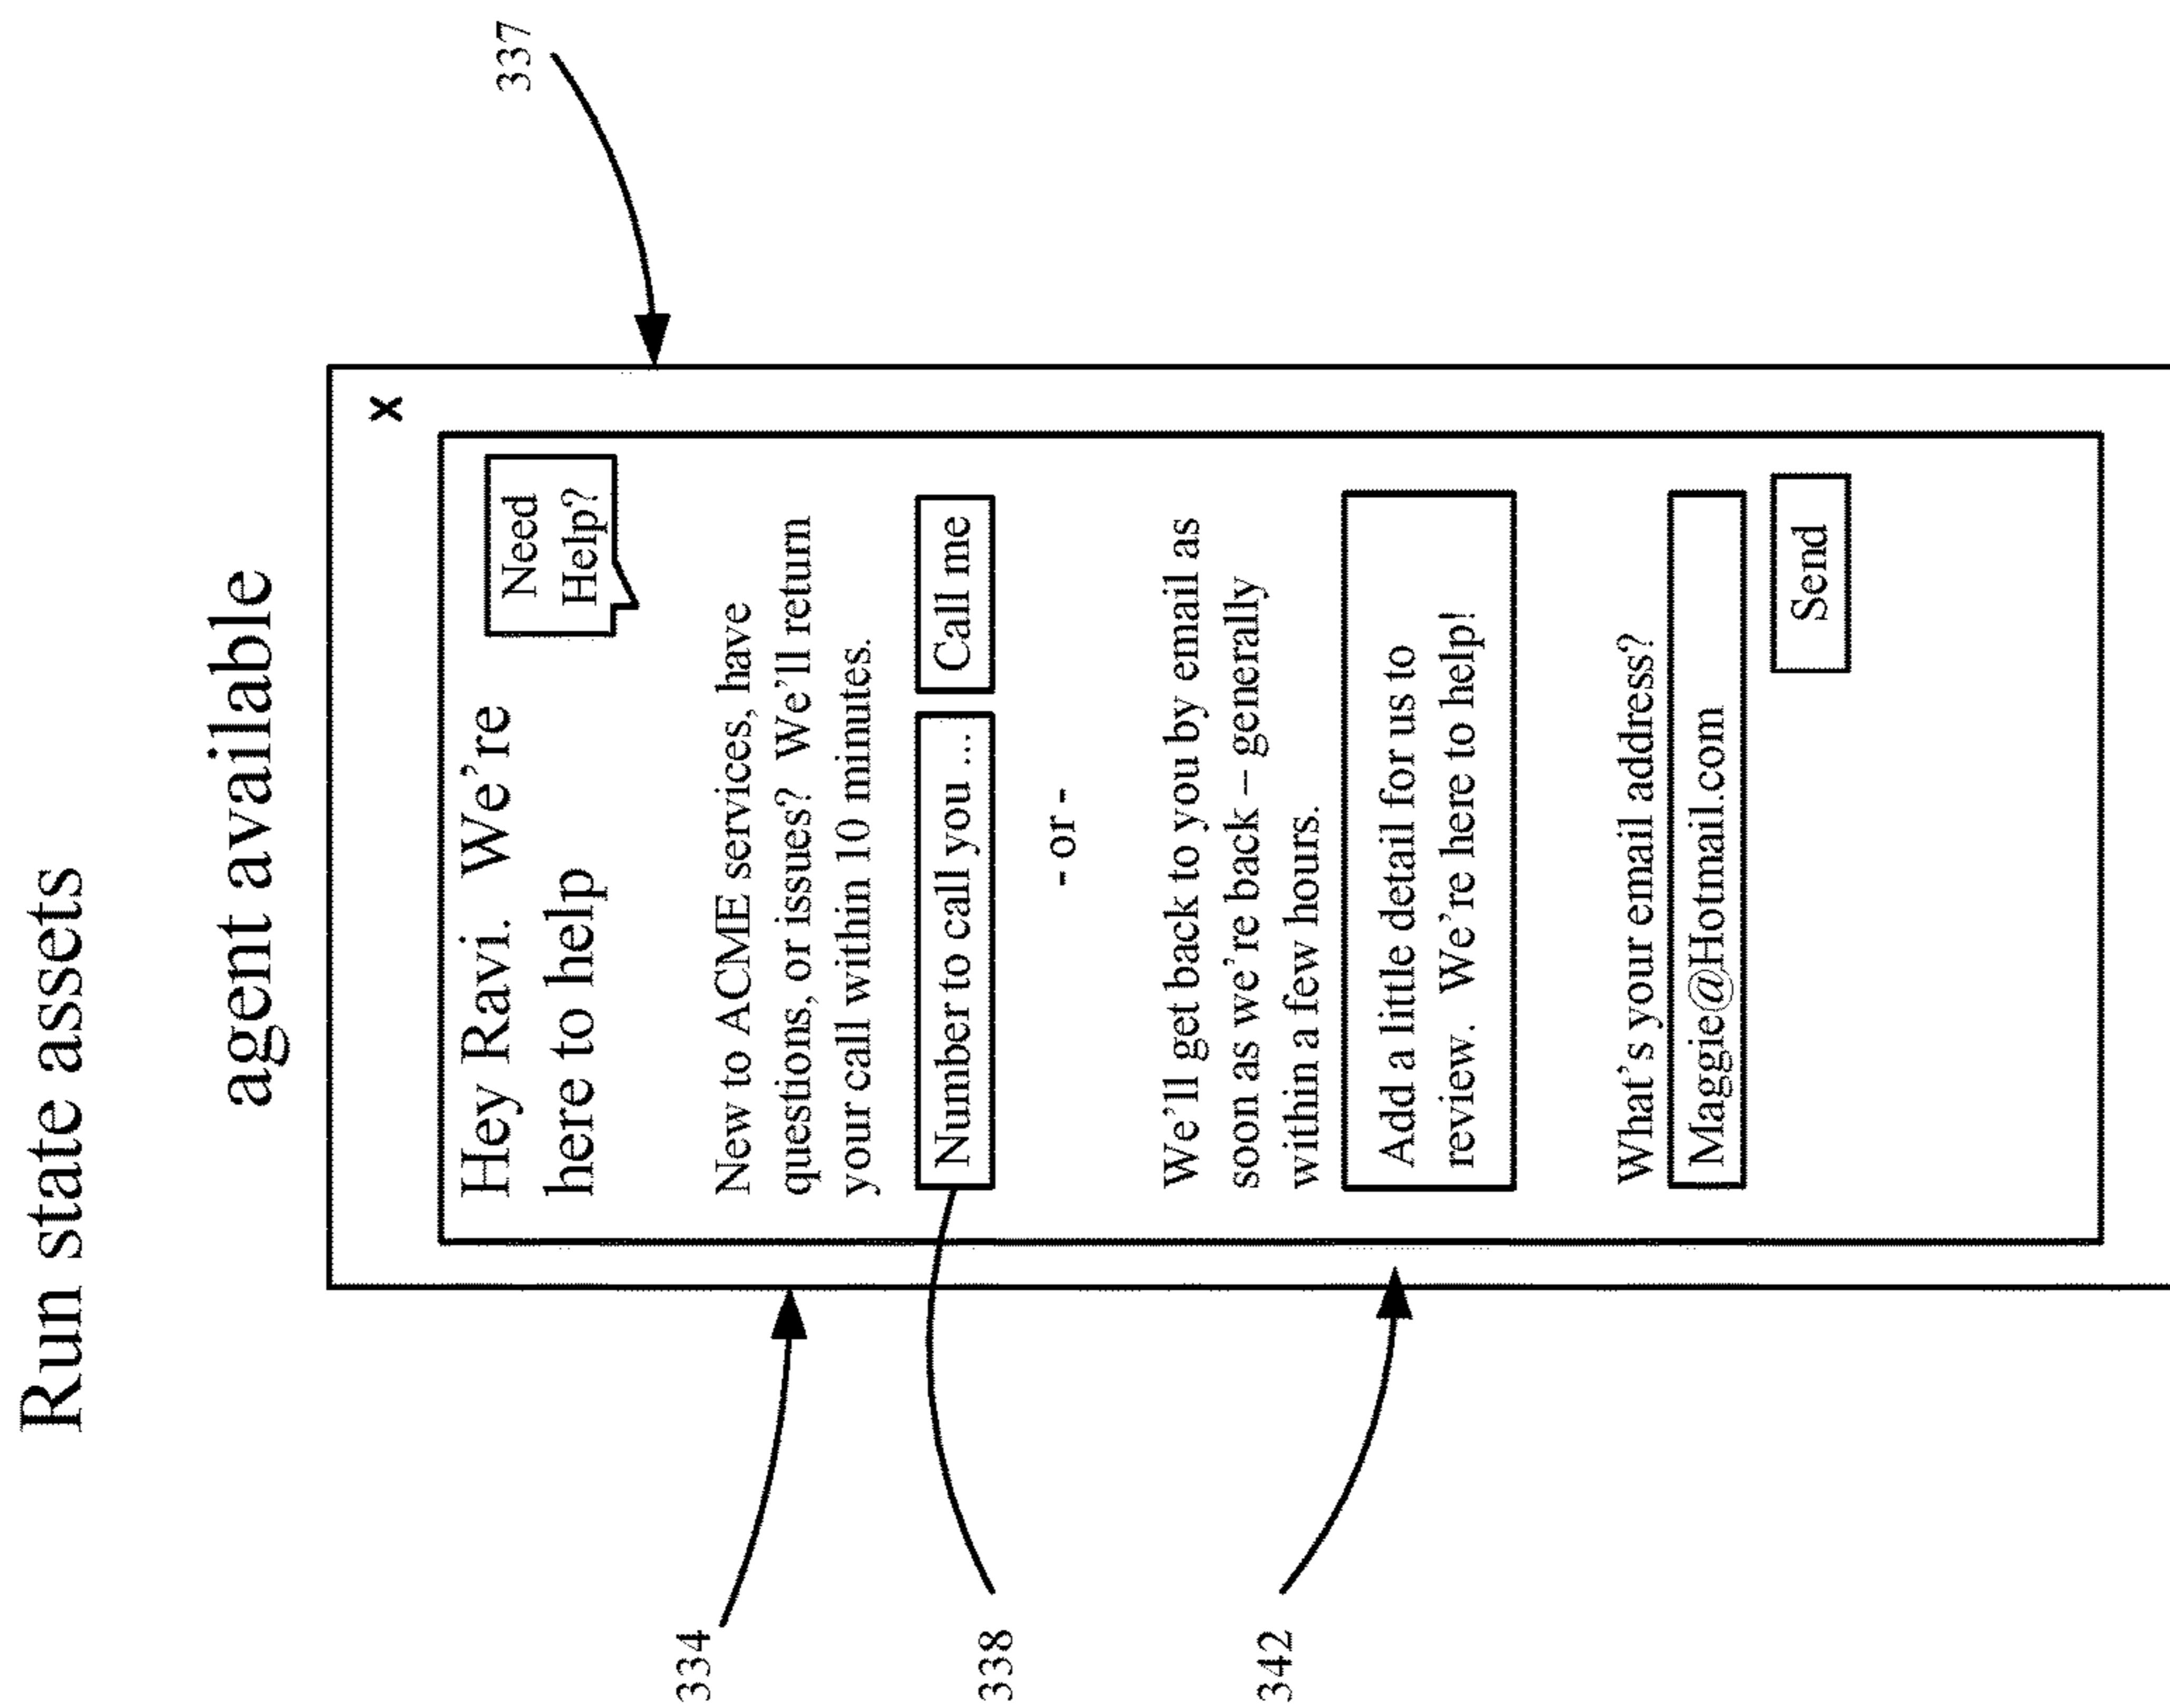 Run state assets
agent available
337
x
Hey Ravi. We're
here to help
Need
Help?
334
New to ACME services, have
questions, or issues? We'll return
your call within 10 minutes.
338
Number to call you ...
Call me
- or -
342
We'll get back to you by email as
soon as we're back – generally
within a few hours.
Add a little detail for us to
review. We're here to help!
What's your email address?
Maggie@Hotmail.com
Send